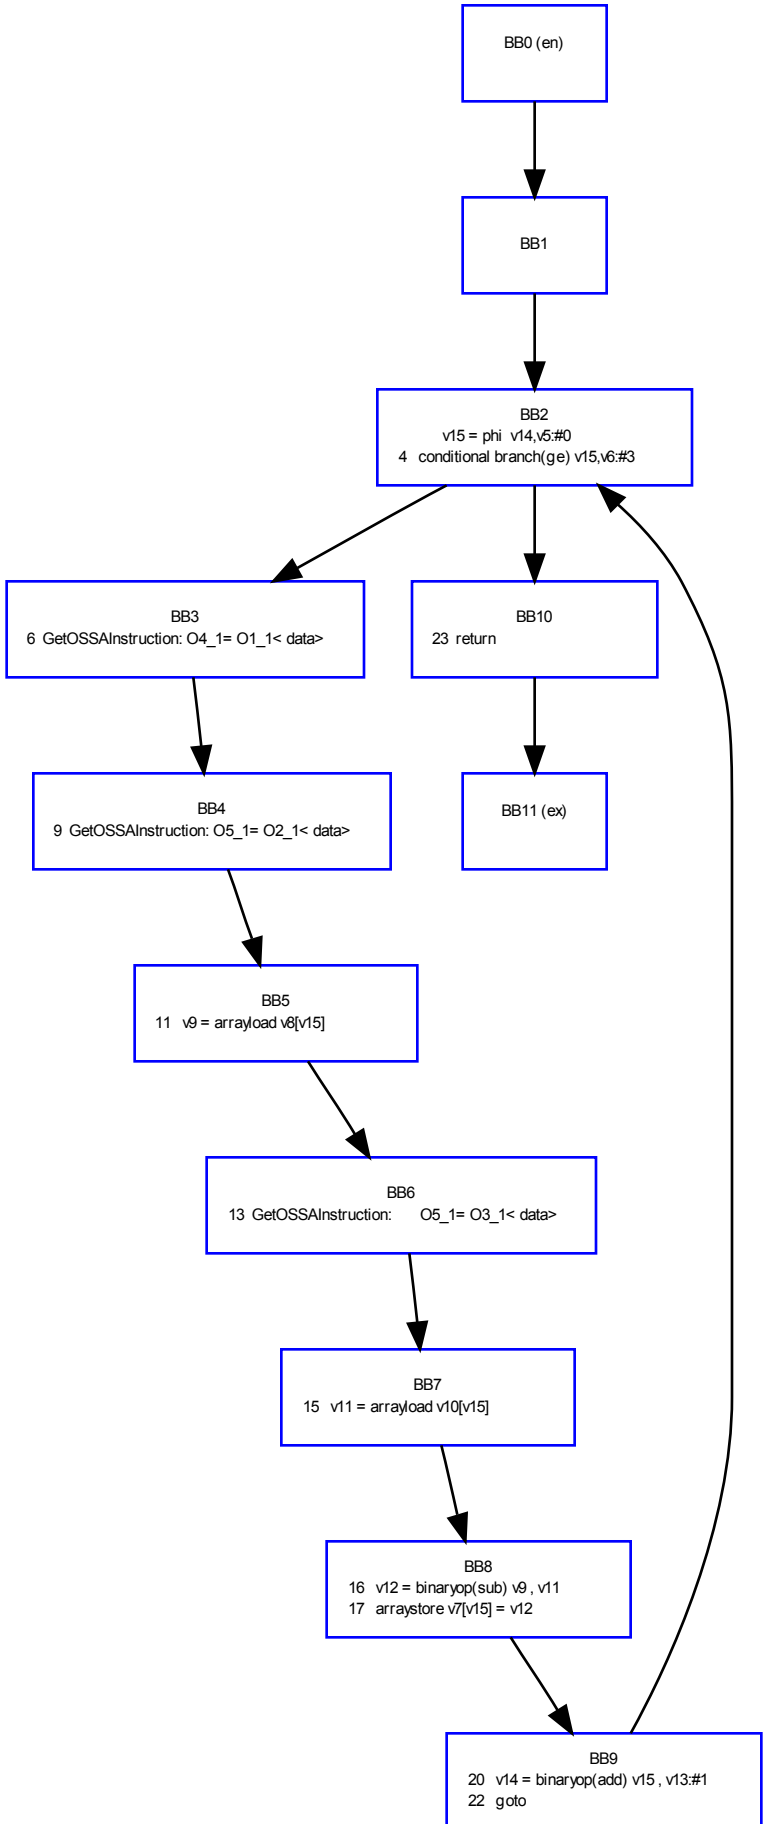 BB0 (en)
BB1
BB2
v15 = phi v14,v5:#0
4 conditional branch(ge) v15,v6:#3
BB3
6 GetOSSAInstruction: O4_1= O1_1< data>
BB10
23 return
BB4
9 GetOSSAInstruction: O5_1= O2_1< data>
BB11 (ex)
BB5
11 v9 = arrayload v8[v15]
BB6
13 GetOSSAInstruction: O5_1= O3_1< data>
BB7
15 v11 = arrayload v10[v15]
BB8
16 v12 = binaryop(sub) v9 , v11
17 arraystore v7[v15] = v12
BB9
20 v14 = binaryop(add) v15 , v13:#1
22 goto